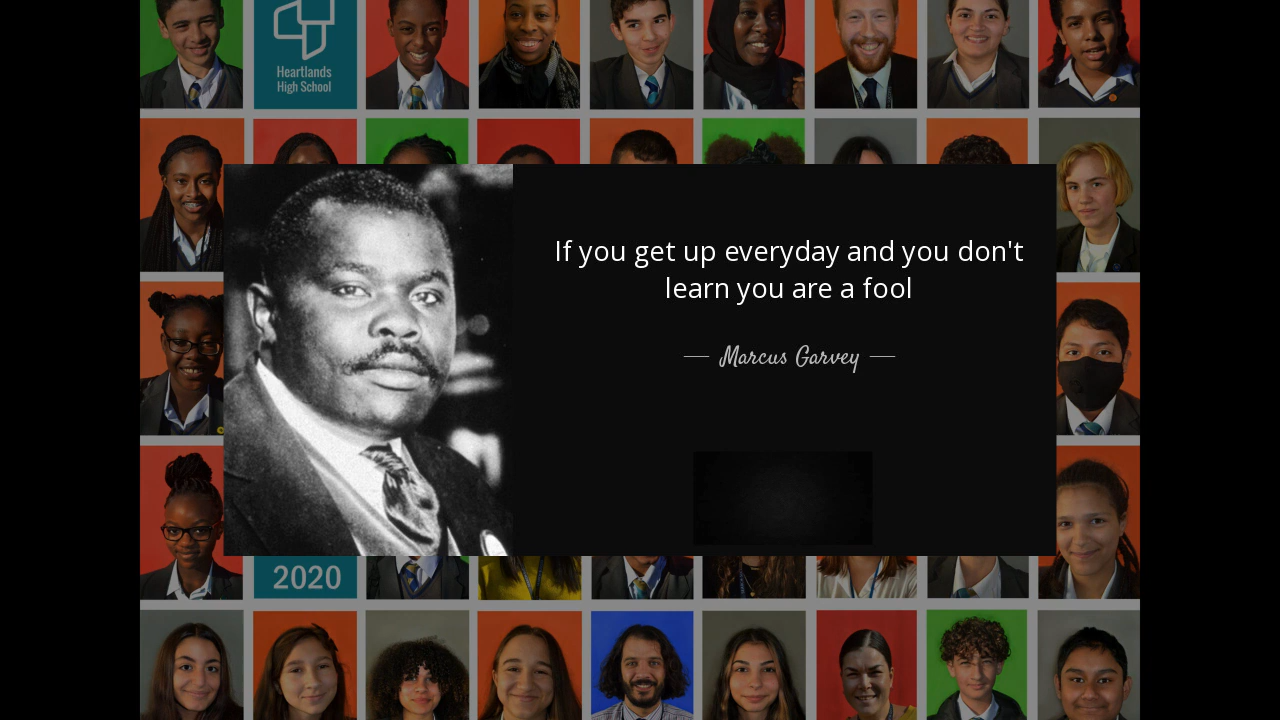 Heartlands
High School
If you get up everyday and you don't
learn you are a fool
Marcus Garvey
2020